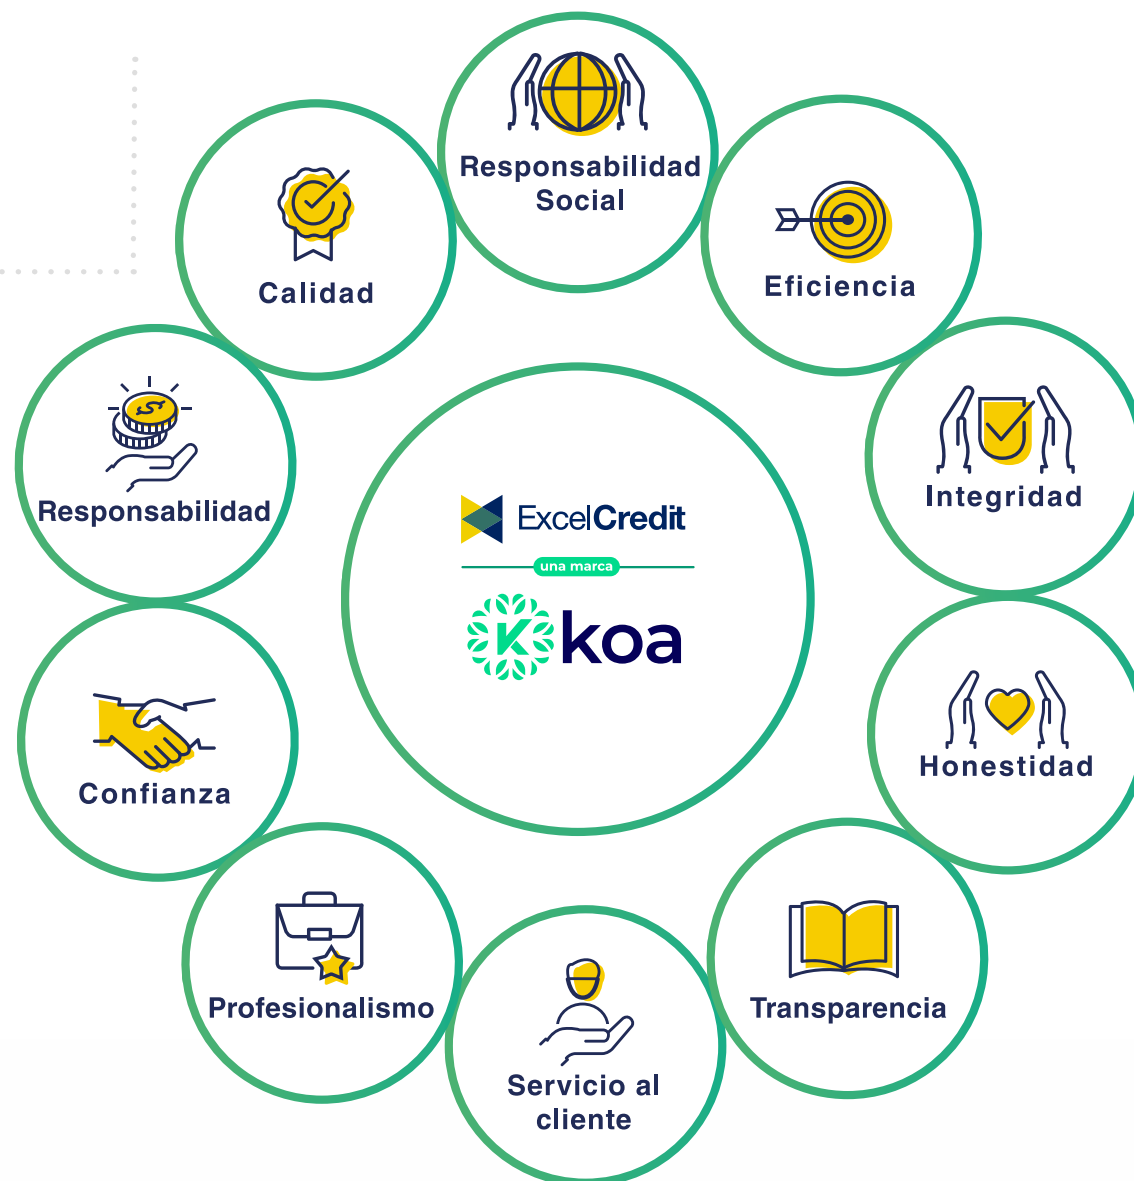 Responsabilidad
Social
Eficiencia
Integridad
Honestidad
Transparencia
Servicio al
cliente
Profesionalismo
Confianza
Responsabilidad
Calidad
ExcelCredit
una marca
koa